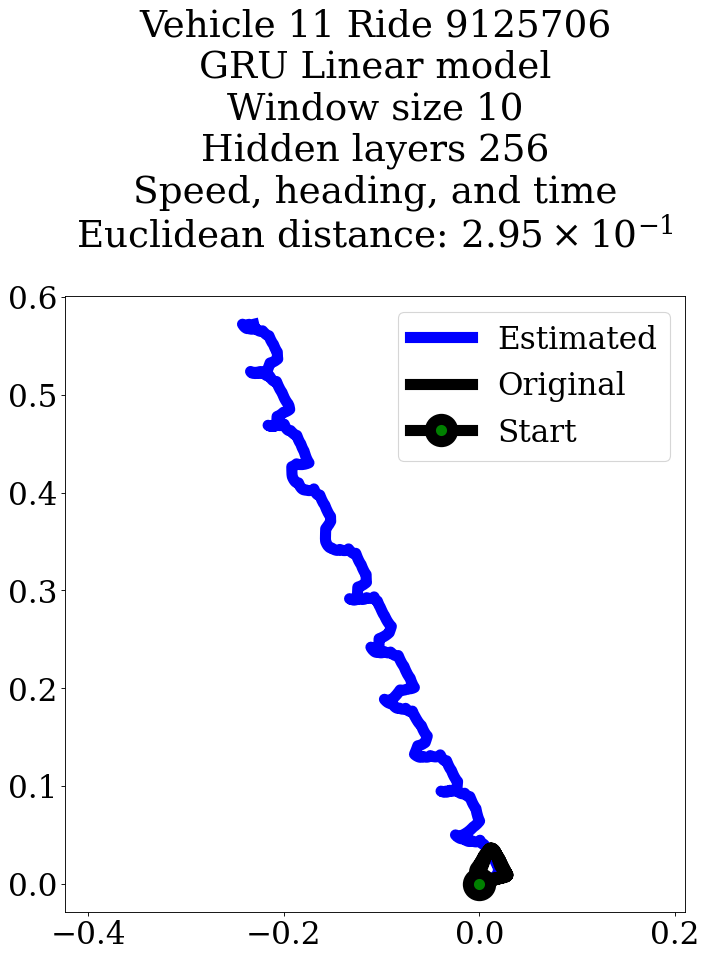 Vehicle 11 Ride 9125706
GRU Linear model
Window size 10
Hidden layers 256
Speed, heading, and time
Euclidean distance: 2.95 × 10⁻¹
Estimated
Original
Start
0.6
0.5
0.4
0.3
0.2
0.1
0.0
−0.4
−0.2
0.0
0.2